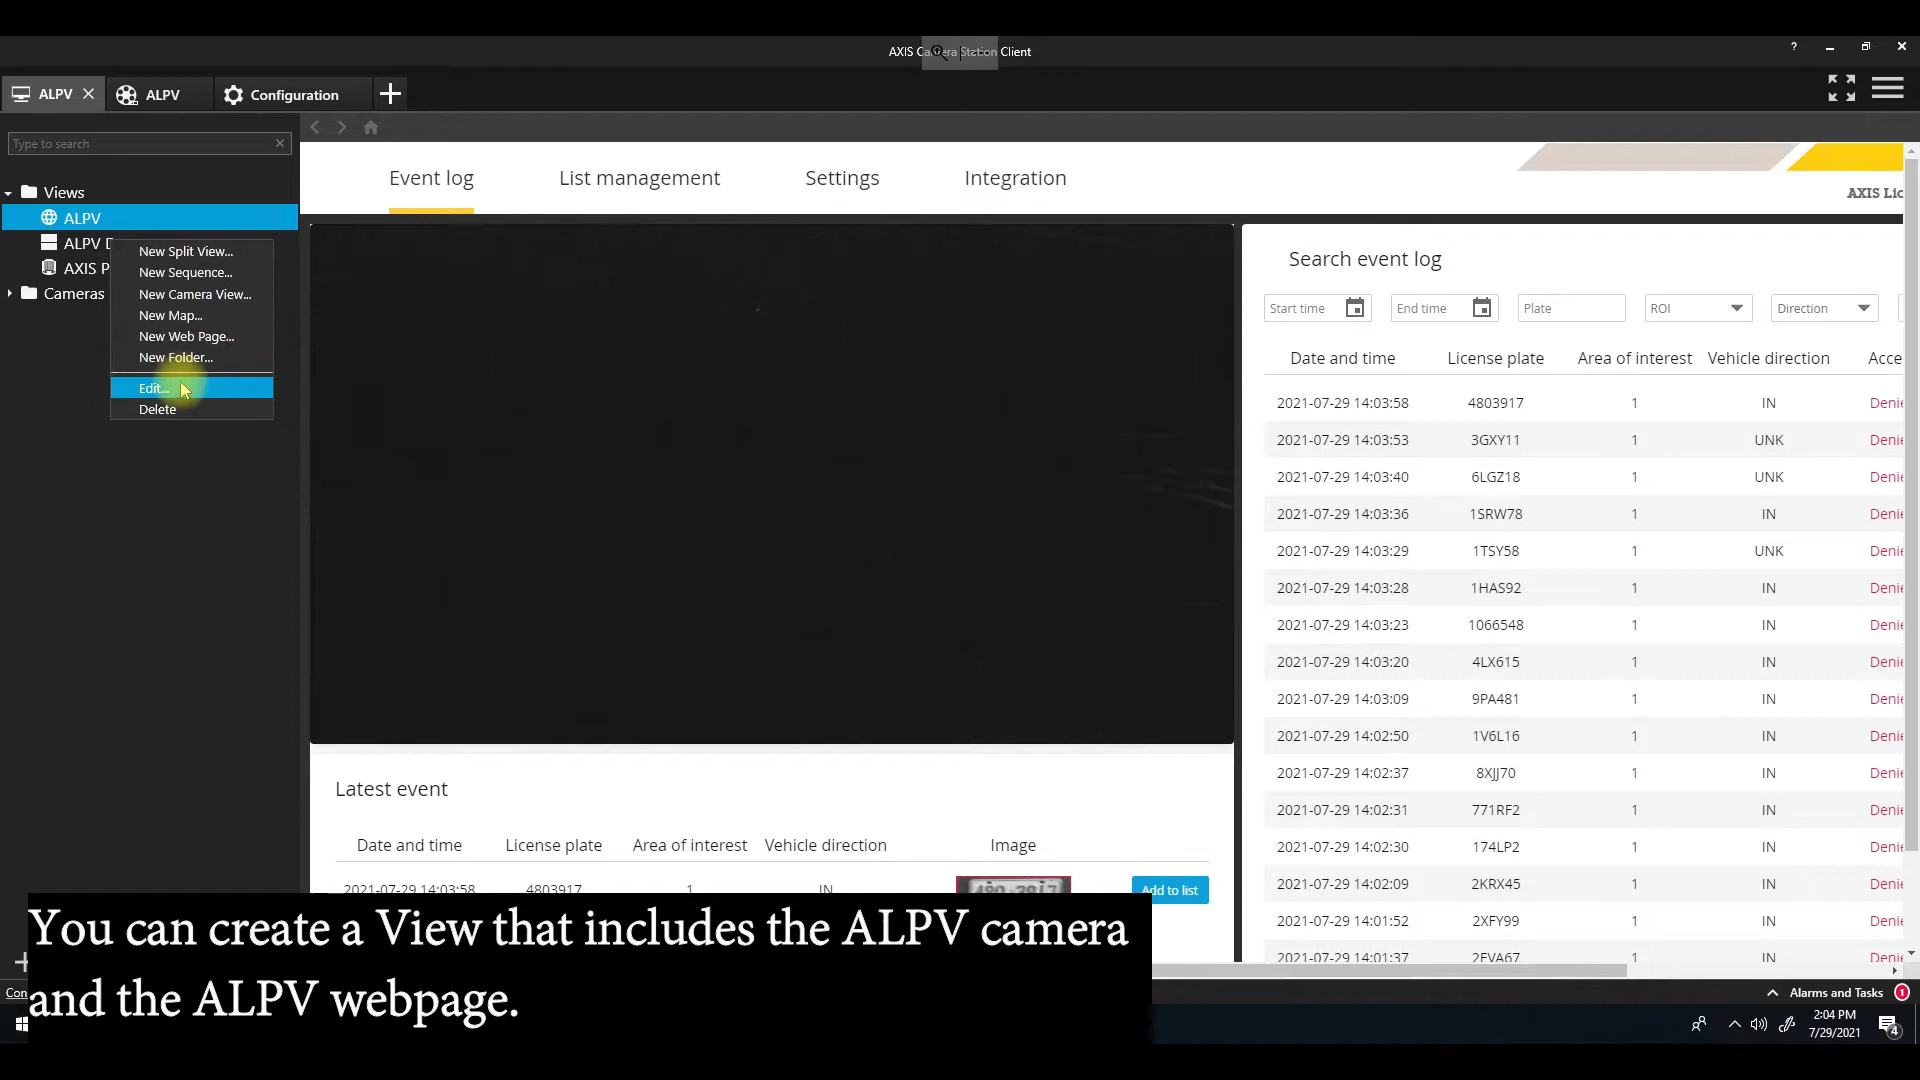 AXIS Camera Station Client
?
ALPV
ALPV
Configuration
Type to search
Views
ALPV
ALPV D
AXIS P
Cameras
New Split View...
New Sequence...
New Camera View...
New Map...
New Web Page...
New Folder...
Edit...
Delete
Event log
List management
Settings
Integration
AXIS Lic
Search event log
Start time
End time
Plate
ROI
Direction
Date and time License plate Area of interest Vehicle direction Acce
2021-07-29 14:03:58 4803917 1 IN Denie
2021-07-29 14:03:53 3GXY11 1 UNK Denie
2021-07-29 14:03:40 6LGZ18 1 UNK Denie
2021-07-29 14:03:36 1SRW78 1 IN Denie
2021-07-29 14:03:29 1TSY58 1 UNK Denie
2021-07-29 14:03:28 1HAS92 1 IN Denie
2021-07-29 14:03:23 1066548 1 IN Denie
2021-07-29 14:03:20 4LX615 1 IN Denie
2021-07-29 14:03:09 9PA481 1 IN Denie
2021-07-29 14:02:50 1V6L16 1 IN Denie
2021-07-29 14:02:37 8XJJ70 1 IN Denie
2021-07-29 14:02:31 771RF2 1 IN Denie
2021-07-29 14:02:30 174LP2 1 IN Denie
2021-07-29 14:02:09 2KRX45 1 IN Denie
2021-07-29 14:01:52 2XFY99 1 IN Denie
2021-07-29 14:01:37 2EVA67 1 IN Denie
Latest event
Date and time License plate Area of interest Vehicle direction Image
2021-07-29 14:03:58 4803917 1 IN 480·3917 Add to list
You can create a View that includes the ALPV camera
and the ALPV webpage.
Con
Alarms and Tasks 1
2:04 PM
7/29/2021
4